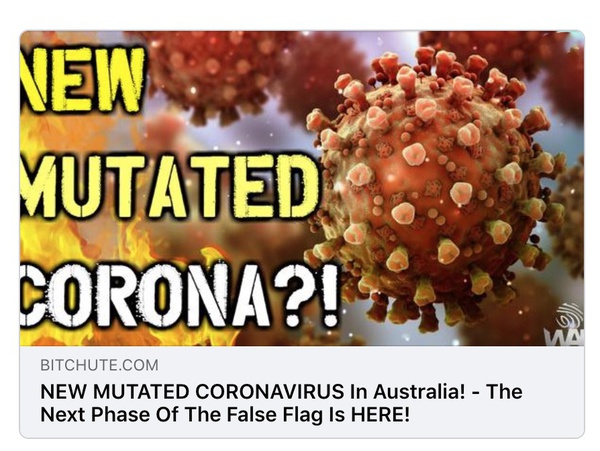 NEW
MUTATED
CORONA?!
BITCHUTE.COM
NEW MUTATED CORONAVIRUS In Australia! - The
Next Phase Of The False Flag Is HERE!